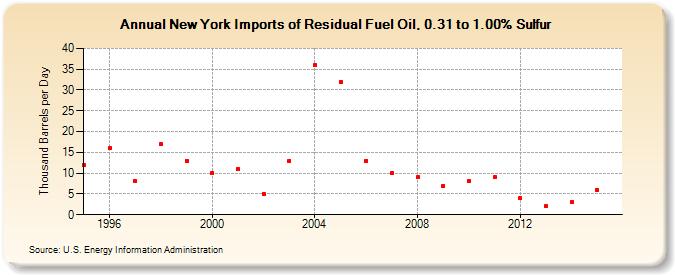 Annual New York Imports of Residual Fuel Oil, 0.31 to 1.00% Sulfur
Thousand Barrels per Day
40
35
30
25
20
15
10
5
0
1996 2000 2004 2008 2012
Source: U.S. Energy Information Administration